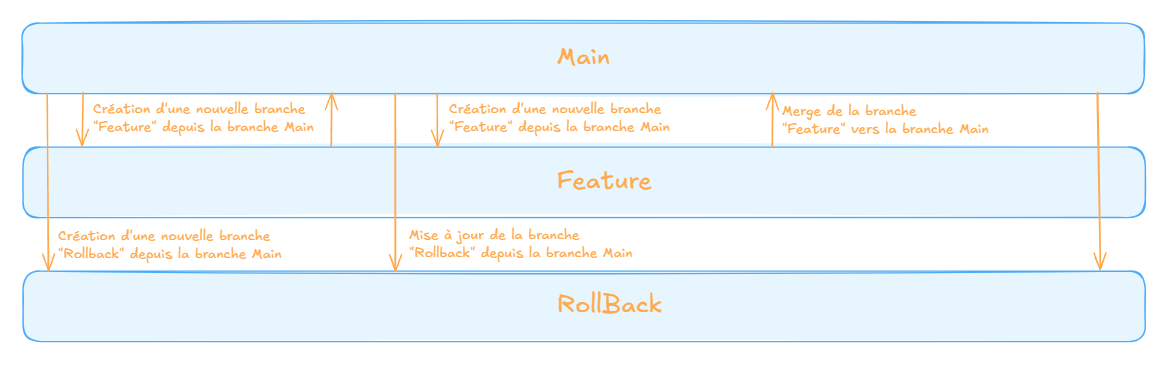 Main
Création d'une nouvelle branche
"Feature" depuis la branche Main
Création d'une nouvelle branche
"Feature" depuis la branche Main
Merge de la branche
"Feature" vers la branche Main
Feature
Création d'une nouvelle branche
"Rollback" depuis la branche Main
Mise à jour de la branche
"Rollback" depuis la branche Main
RollBack